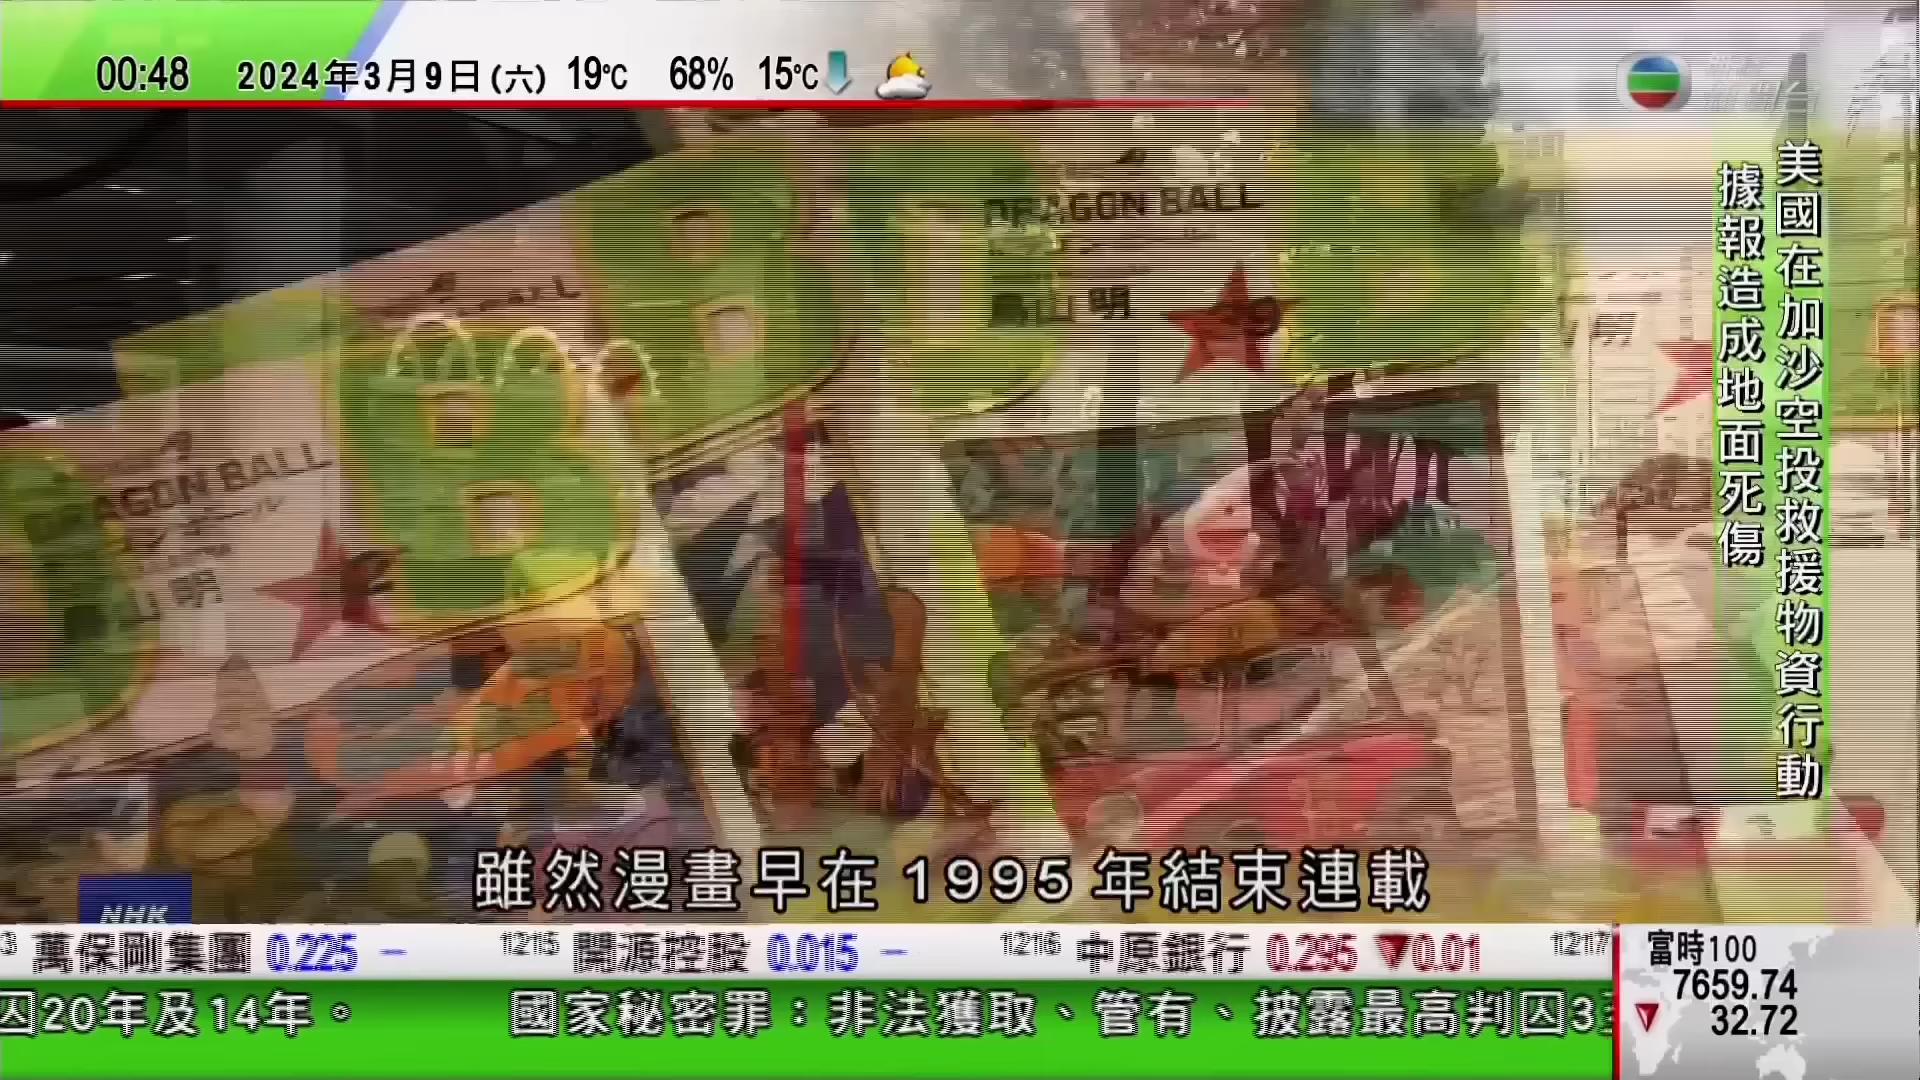 00:48 2024年3月9日(六) 19℃ 68% 15℃
美國在加沙空投救援物資行動
據報造成地面死傷
DRAGON BALL
鳥山明
DRAGON BALL
山明
明
雖然漫畫早在1995年結束連載
NHK
3 萬保剛集團 0.225 – 1215 開源控股 0.015 – 1216 中原銀行 0.295 ▼0.01 1217
囚20年及14年。 國家秘密罪：非法獲取、管有、披露最高判囚3
富時100
7659.74
▼ 32.72